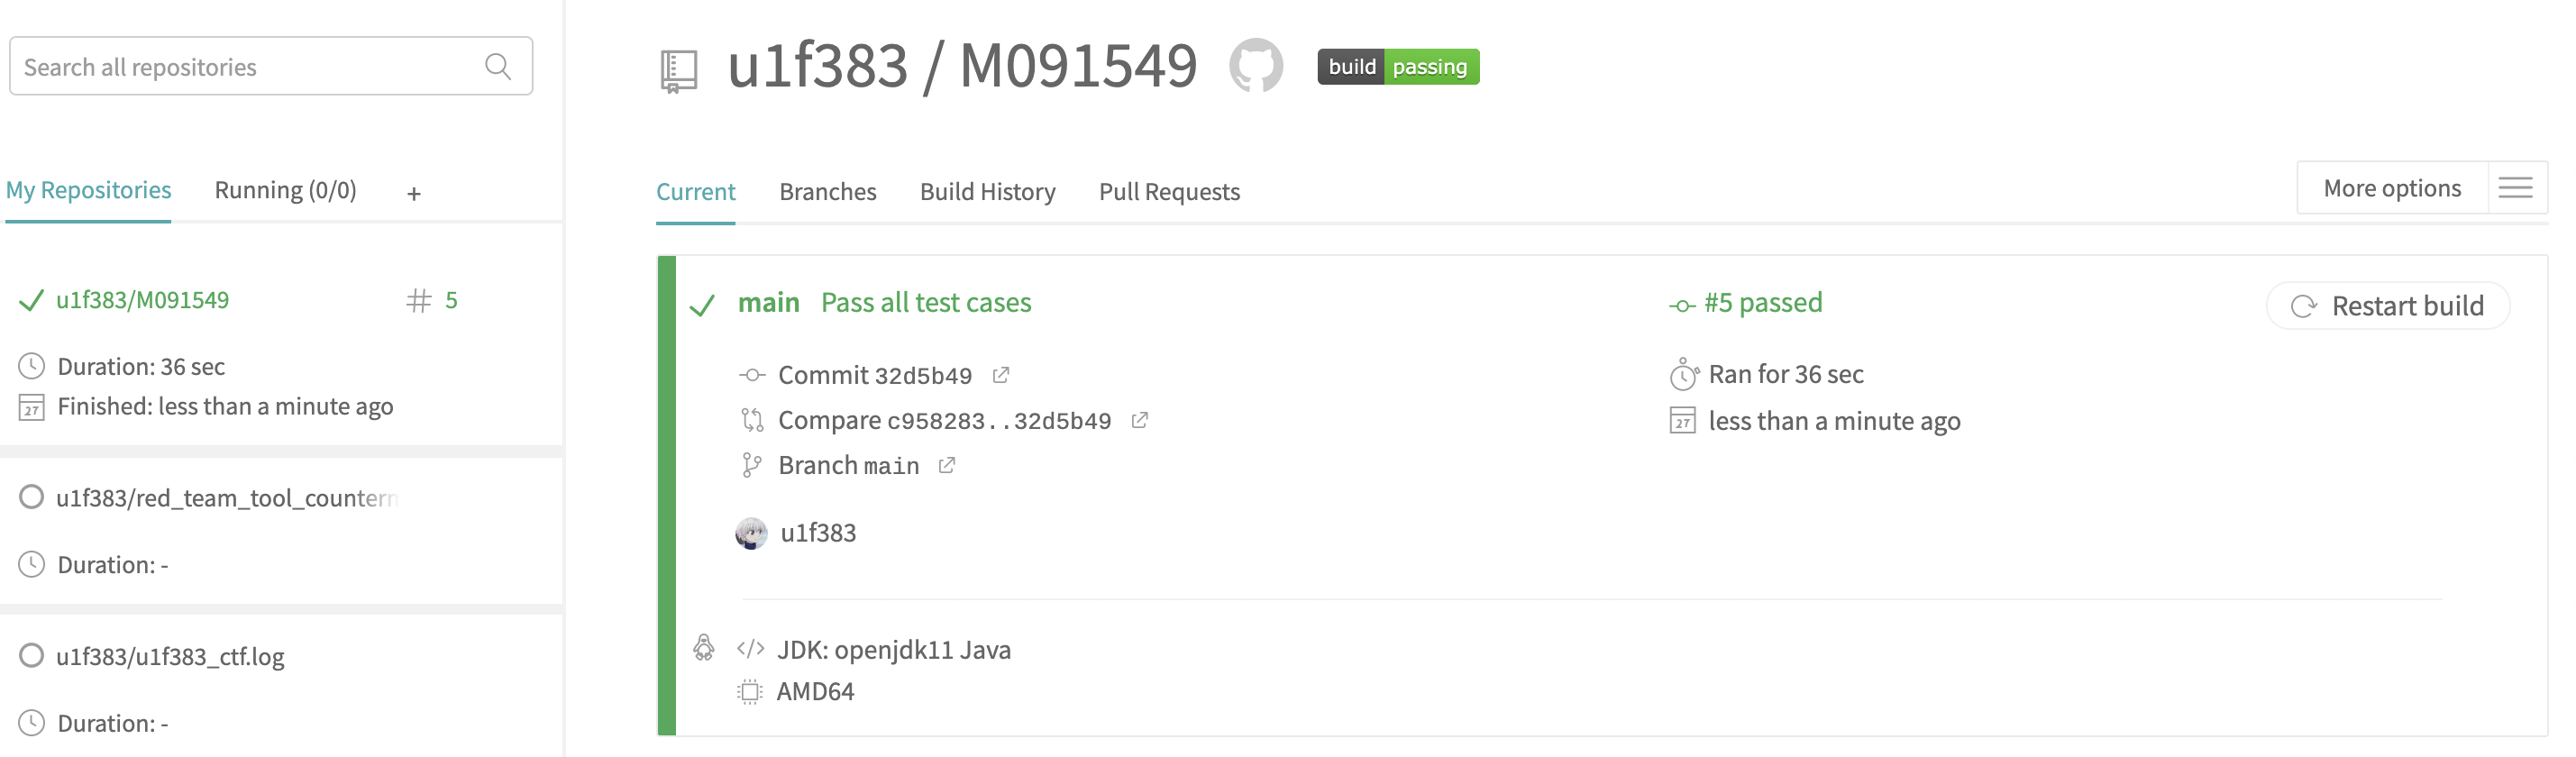 Search all repositories
My Repositories
Running (0/0)
+
u1f383/M091549
# 5
Duration: 36 sec
27
Finished: less than a minute ago
u1f383/red_team_tool_countern
Duration: -
u1f383/u1f383_ctf.log
Duration: -
u1f383 / M091549
build passing
Current
Branches
Build History
Pull Requests
More options
main Pass all test cases
Commit 32d5b49
Compare c958283..32d5b49
Branch main
u1f383
#5 passed
Ran for 36 sec
27
less than a minute ago
Restart build
</> JDK: openjdk11 Java
AMD64